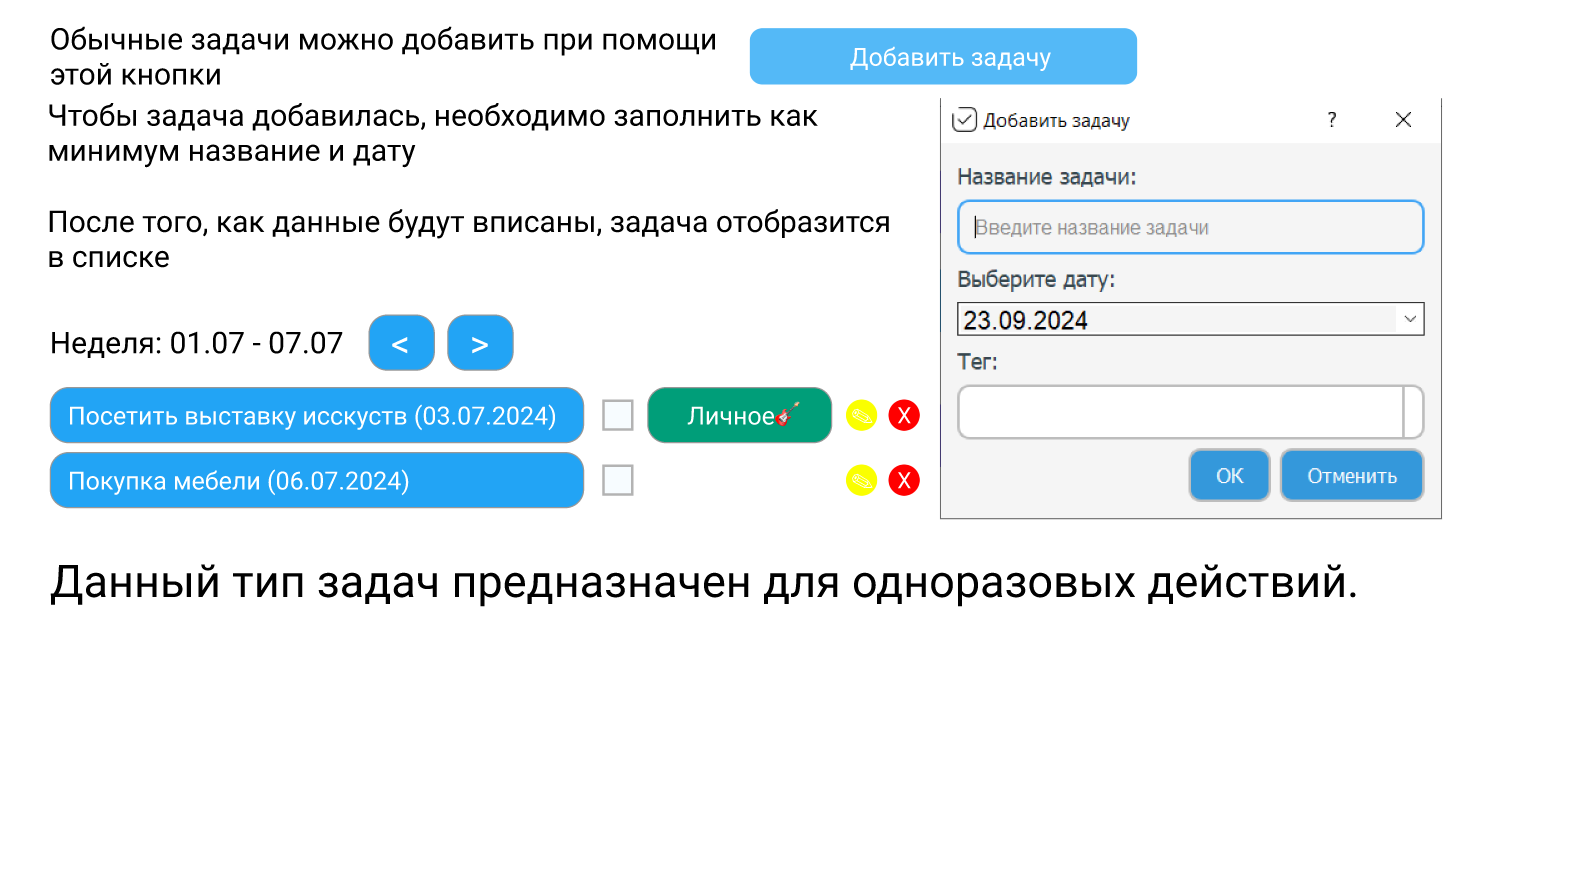 Обычные задачи можно добавить при помощи
этой кнопки
Добавить задачу
Чтобы задача добавилась, необходимо заполнить как
минимум название и дату
После того, как данные будут вписаны, задача отобразится
в списке
Неделя: 01.07 - 07.07
<
>
Посетить выставку исскуств (03.07.2024)
Личное
X
Покупка мебели (06.07.2024)
X
Добавить задачу
?
Название задачи:
Введите название задачи
Выберите дату:
23.09.2024
Тег:
ОК
Отменить
Данный тип задач предназначен для одноразовых действий.